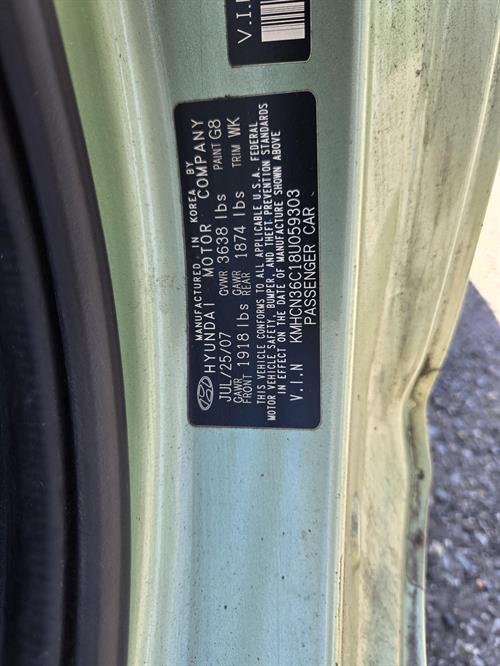 V.I.
MANUFACTURED IN KOREA BY
HYUNDAI MOTOR COMPANY
JUL/25/07 GVWR 3638 lbs PAINT G8
GAWR FRONT 1918 lbs GAWR REAR 1874 lbs TRIM WK
THIS VEHICLE CONFORMS TO ALL APPLICABLE U.S.A. FEDERAL
MOTOR VEHICLE SAFETY, BUMPER, AND THEFT PREVENTION STANDARDS
IN EFFECT ON THE DATE OF MANUFACTURE SHOWN ABOVE
V.I.N KMHCN36C18U059303
PASSENGER CAR